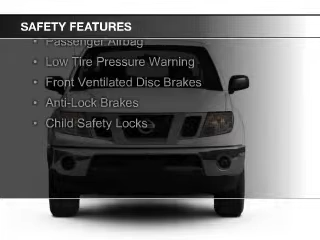 SAFETY FEATURES
• Passenger Airbag
• Low Tire Pressure Warning
• Front Ventilated Disc Brakes
• Anti-Lock Brakes
• Child Safety Locks